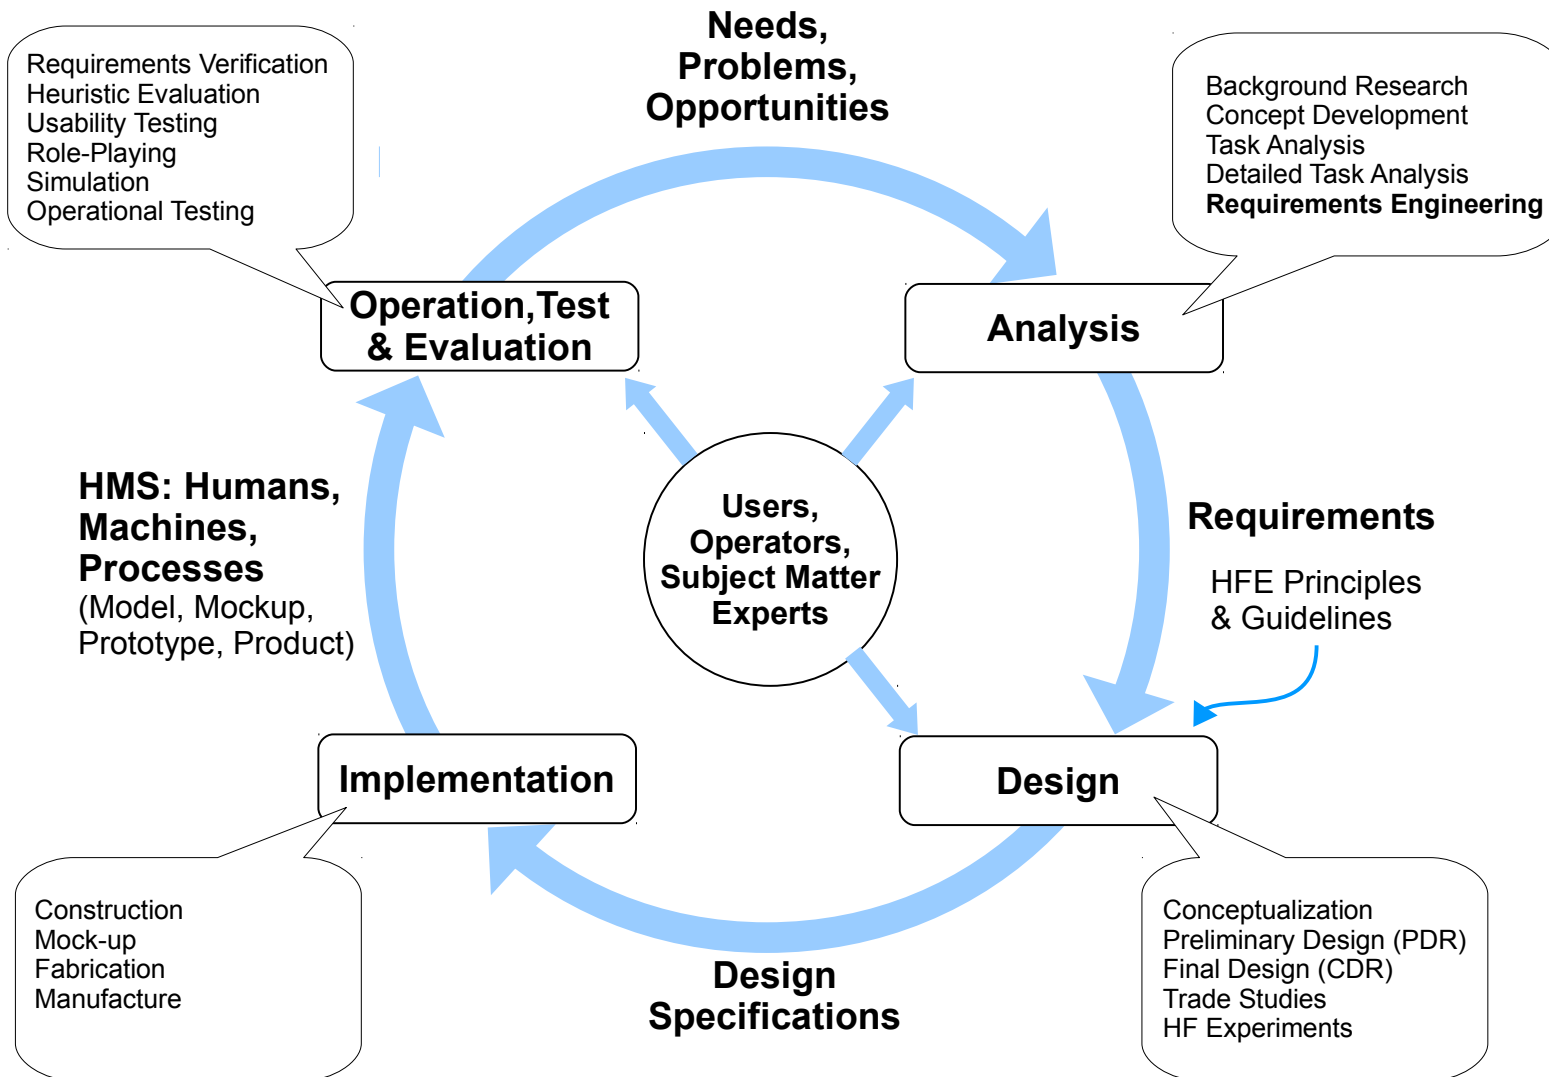 Needs,
Problems,
Opportunities
Requirements Verification
Heuristic Evaluation
Usability Testing
Role-Playing
Simulation
Operational Testing
Background Research
Concept Development
Task Analysis
Detailed Task Analysis
Requirements Engineering
Operation,Test
& Evaluation
Analysis
HMS: Humans,
Machines,
Processes
(Model, Mockup,
Prototype, Product)
Users,
Operators,
Subject Matter
Experts
Requirements
HFE Principles
& Guidelines
Implementation
Design
Construction
Mock-up
Fabrication
Manufacture
Design
Specifications
Conceptualization
Preliminary Design (PDR)
Final Design (CDR)
Trade Studies
HF Experiments